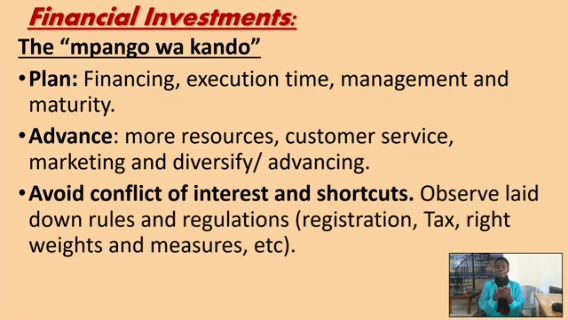 Financial Investments:
The “mpango wa kando”
•Plan: Financing, execution time, management and
maturity.
•Advance: more resources, customer service,
marketing and diversify/ advancing.
•Avoid conflict of interest and shortcuts. Observe laid
down rules and regulations (registration, Tax, right
weights and measures, etc).